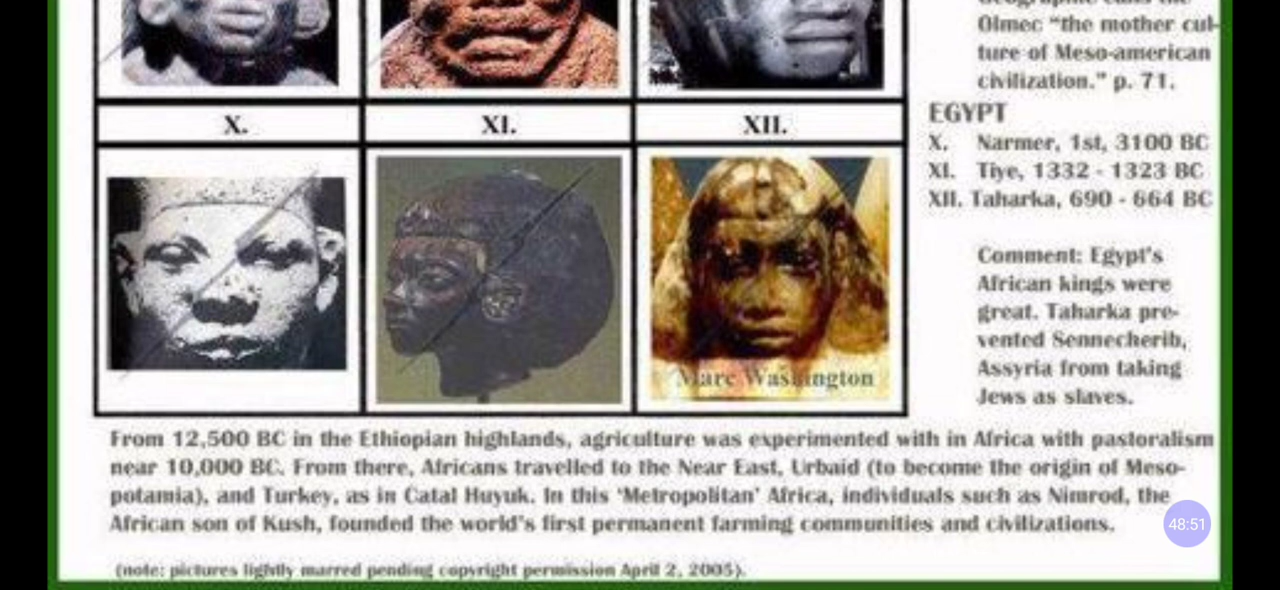 Olmec “the mother cul-
ture of Meso-american
civilization.” p. 71.
X. XI. XII.
EGYPT
X. Narmer, 1st, 3100 BC
XI. Tiye, 1332 - 1323 BC
XII. Taharka, 690 - 664 BC
Comment: Egypt’s
African kings were
great. Taharka pre-
vented Sennecherib,
Assyria from taking
Jews as slaves.
Marc Washington
From 12,500 BC in the Ethiopian highlands, agriculture was experimented with in Africa with pastoralism
near 10,000 BC. From there, Africans travelled to the Near East, Urbaid (to become the origin of Meso-
potamia), and Turkey, as in Catal Huyuk. In this ‘Metropolitan’ Africa, individuals such as Nimrod, the
African son of Kush, founded the world’s first permanent farming communities and civilizations.
48:51
(note: pictures lightly marred pending copyright permission April 2, 2005).